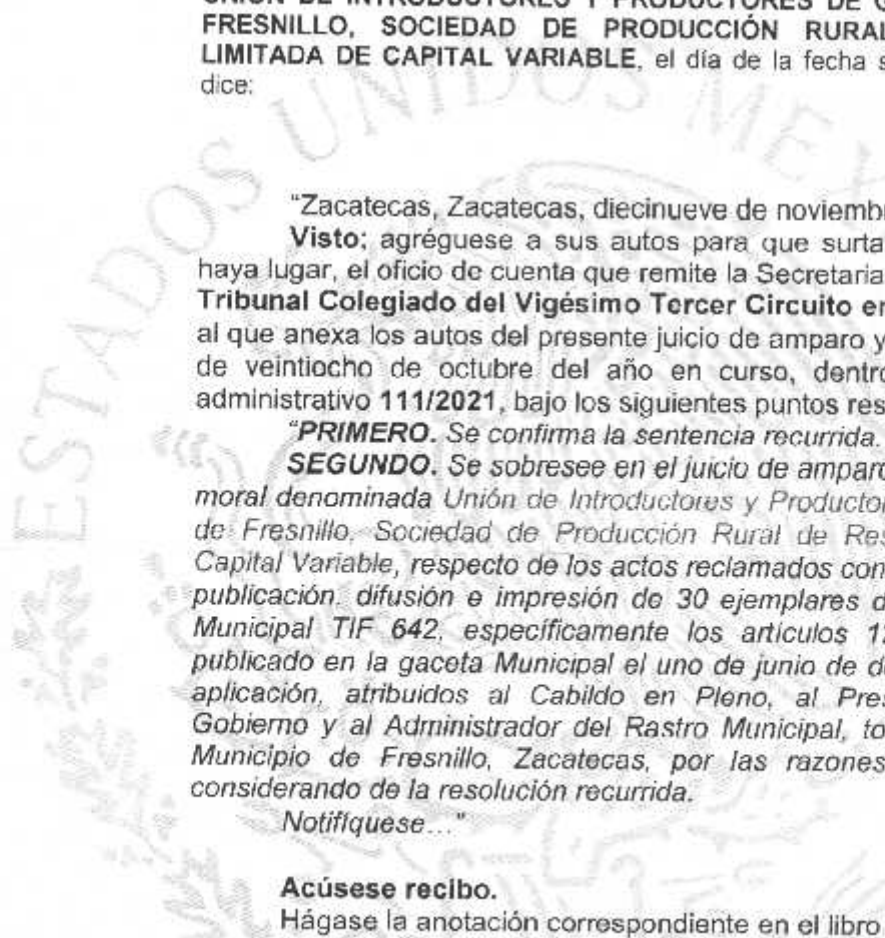 FRESNILLO, SOCIEDAD DE PRODUCCIÓN RURAL
LIMITADA DE CAPITAL VARIABLE, el día de la fecha s
dice:
ESTADOS UNIDOS MEX
"Zacatecas, Zacatecas, diecinueve de noviembr
Visto; agréguese a sus autos para que surta
haya lugar, el oficio de cuenta que remite la Secretaria
Tribunal Colegiado del Vigésimo Tercer Circuito en
al que anexa los autos del presente juicio de amparo y
de veintiocho de octubre del año en curso, dentro
administrativo 111/2021, bajo los siguientes puntos res
"PRIMERO. Se confirma la sentencia recurrida.
SEGUNDO. Se sobresee en el juicio de amparo
moral denominada Unión de Introductores y Productor
de Fresnillo, Sociedad de Producción Rural de Res
Capital Variable, respecto de los actos reclamados con
publicación, difusión e impresión de 30 ejemplares d
Municipal TIF 642, específicamente los artículos 1
publicado en la gaceta Municipal el uno de junio de d
aplicación, atribuidos al Cabildo en Pleno, al Pres
Gobierno y al Administrador del Rastro Municipal, to
Municipio de Fresnillo, Zacatecas, por las razones
considerando de la resolución recurrida.
Notifíquese..."
Acúsese recibo.
Hágase la anotación correspondiente en el libro